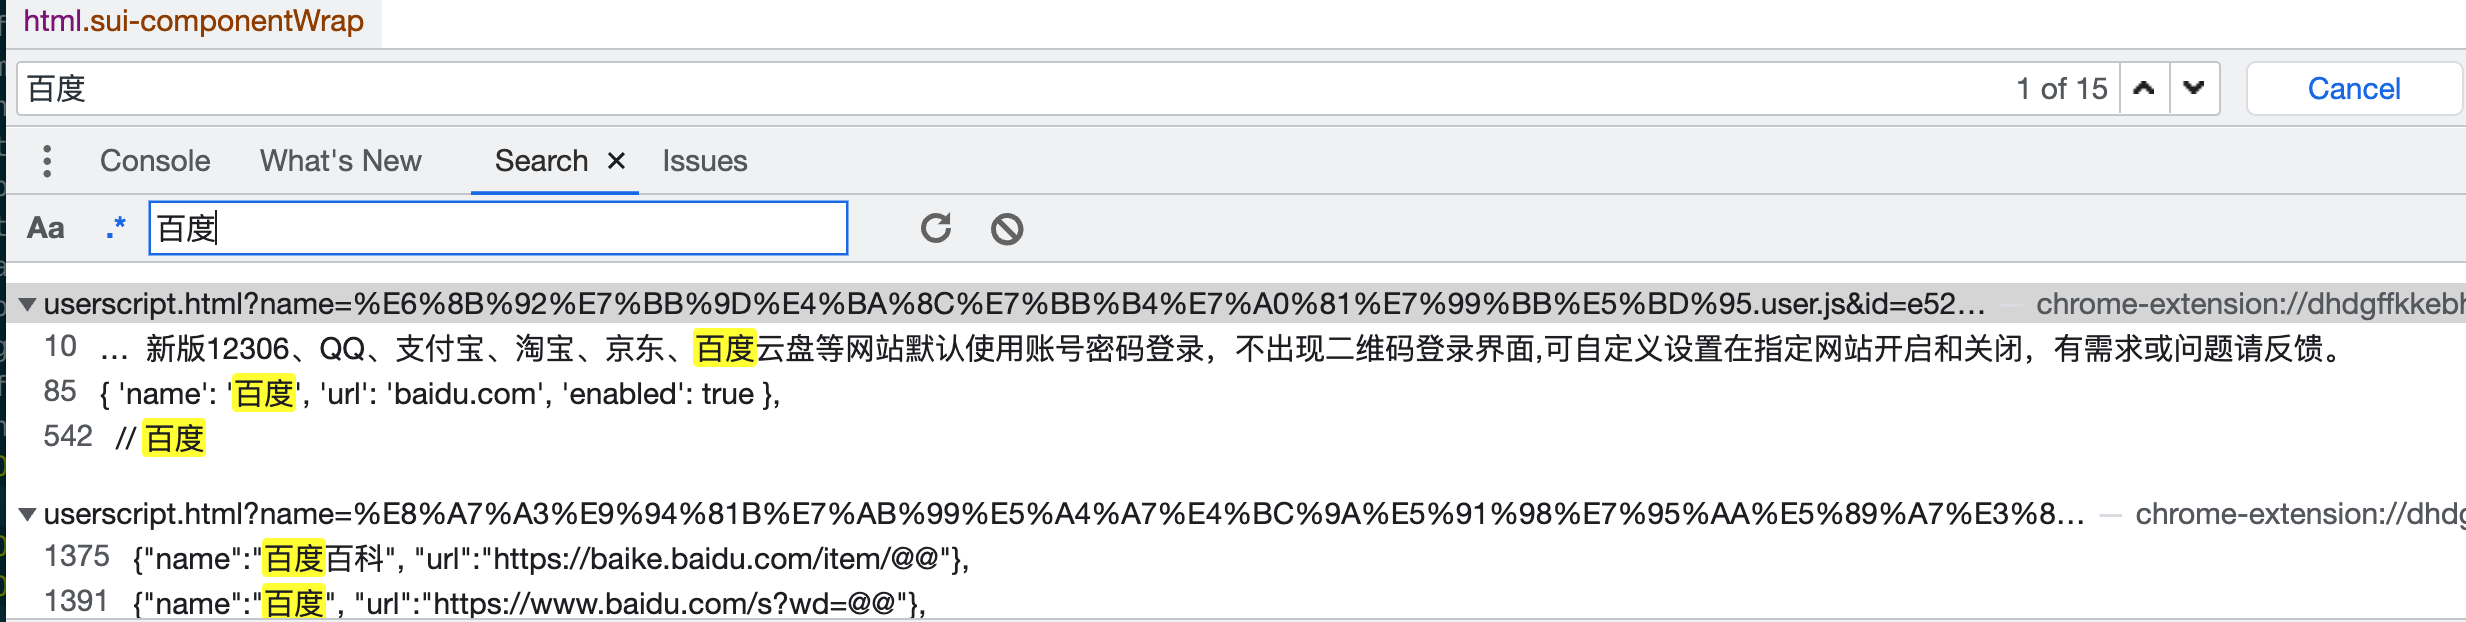 html.sui-componentWrap
百度 1 of 15 Cancel
Console What's New Search × Issues
Aa .* 百度
userscript.html?name=%E6%8B%92%E7%BB%9D%E4%BA%8C%E7%BB%B4%E7%A0%81%E7%99%BB%E5%BD%95.user.js&id=e52… — chrome-extension://dhdgffkkebh
10 … 新版12306、QQ、支付宝、淘宝、京东、百度云盘等网站默认使用账号密码登录，不出现二维码登录界面,可自定义设置在指定网站开启和关闭，有需求或问题请反馈。
85 { 'name': '百度', 'url': 'baidu.com', 'enabled': true },
542 // 百度
userscript.html?name=%E8%A7%A3%E9%94%81B%E7%AB%99%E5%A4%A7%E4%BC%9A%E5%91%98%E7%95%AA%E5%89%A7%E3%8… — chrome-extension://dhdg
1375 {"name":"百度百科", "url":"https://baike.baidu.com/item/@@"},
1391 {"name":"百度", "url":"https://www.baidu.com/s?wd=@@"},